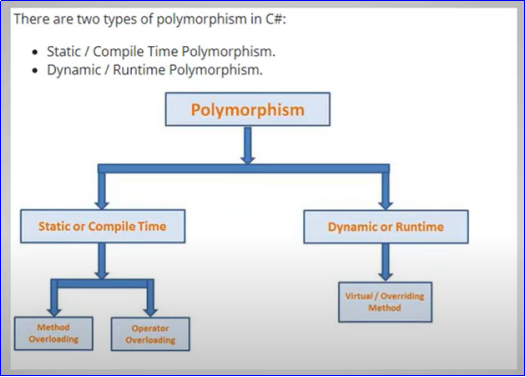 There are two types of polymorphism in C#:
• Static / Compile Time Polymorphism.
• Dynamic / Runtime Polymorphism.
Polymorphism
Static or Compile Time
Dynamic or Runtime
Virtual / Overriding
Method
Method
Overloading
Operator
Overloading